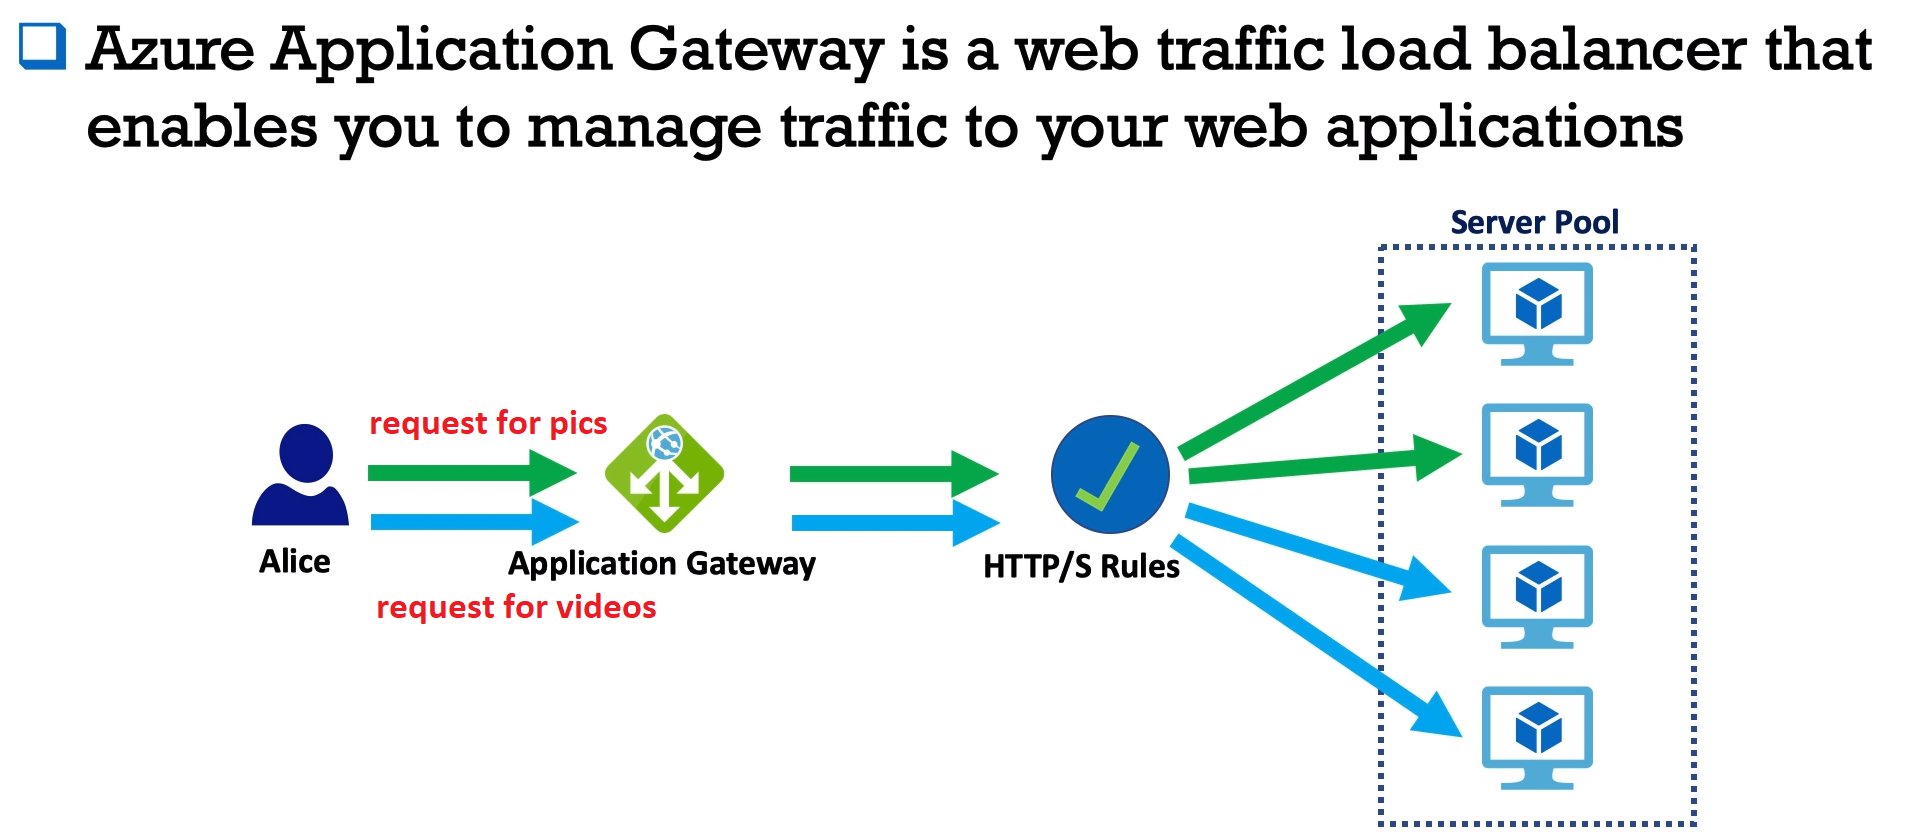 Azure Application Gateway is a web traffic load balancer that
enables you to manage traffic to your web applications
Server Pool
request for pics
Alice
Application Gateway
HTTP/S Rules
request for videos